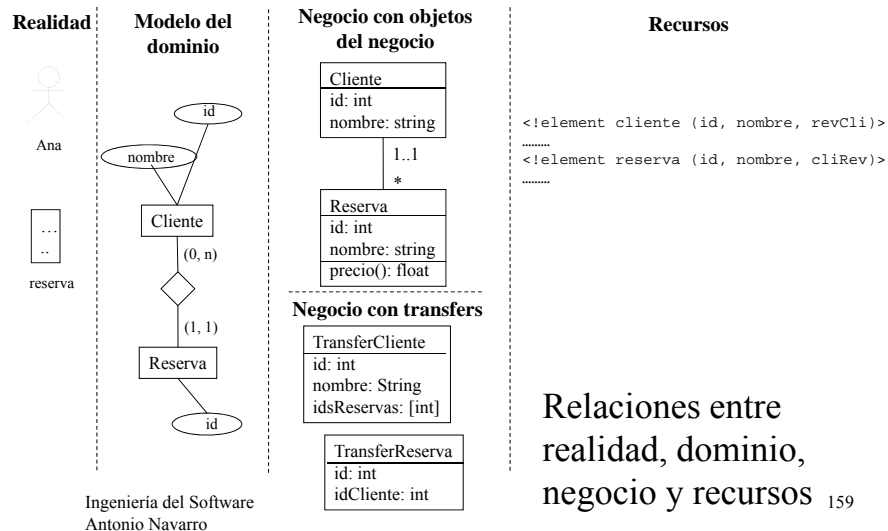 Realidad
Ana
...
..
reserva
Modelo del
dominio
id
nombre
Cliente
(0, n)
(1, 1)
Reserva
id
Negocio con objetos
del negocio
Cliente
id: int
nombre: string
1..1
*
Reserva
id: int
nombre: string
precio(): float
Negocio con transfers
TransferCliente
id: int
nombre: String
idsReservas: [int]
TransferReserva
id: int
idCliente: int
Recursos
<!element cliente (id, nombre, revCli)>
………
<!element reserva (id, nombre, cliRev)>
………
Relaciones entre
realidad, dominio,
negocio y recursos
159
Ingeniería del Software
Antonio Navarro